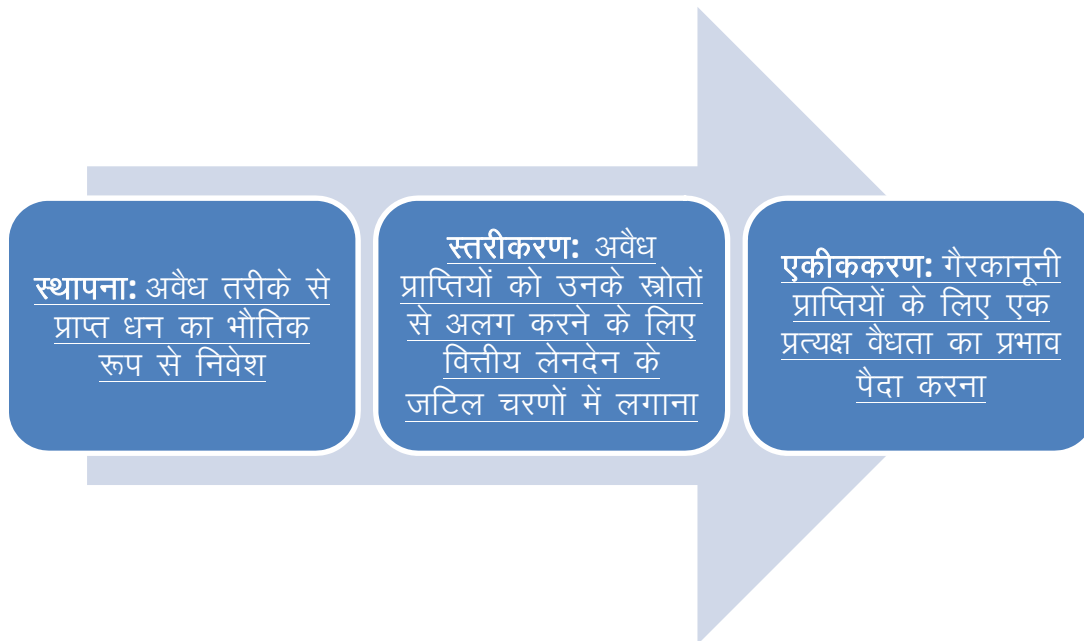 स्थापना: अवैध तरीके से
प्राप्त धन का भौतिक
रूप से निवेश
स्तरीकरण: अवैध
प्राप्तियों को उनके स्त्रोतों
से अलग करने के लिए
वित्तीय लेनदेन के
जटिल चरणों में लगाना
एकीककरण: गैरकानूनी
प्राप्तियों के लिए एक
प्रत्यक्ष वैधता का प्रभाव
पैदा करना